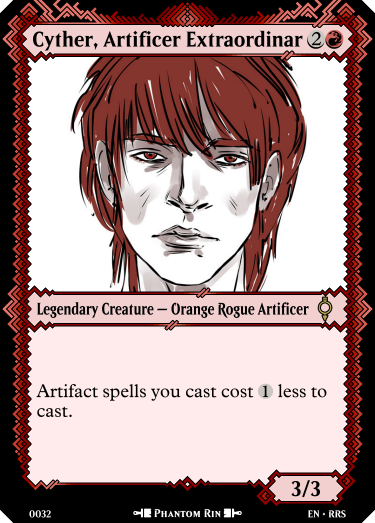 Cyther, Artificer Extraordinar 2
Legendary Creature — Orange Rogue Artificer
Artifact spells you cast cost 1 less to
cast.
3/3
0032 Phantom Rin EN • RRS